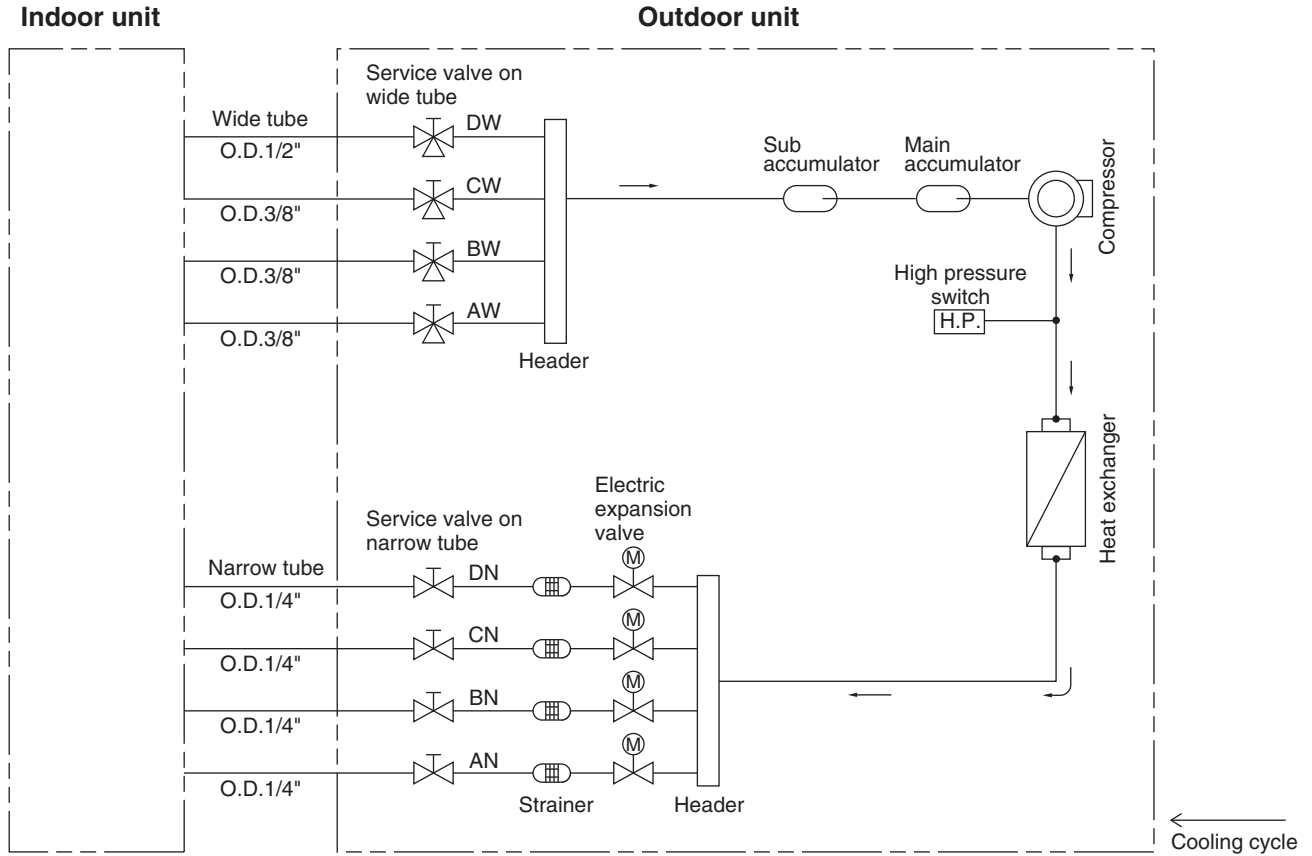 Indoor unit
Outdoor unit
Service valve on
wide tube
Wide tube
O.D.1/2"
DW
O.D.3/8"
CW
O.D.3/8"
BW
O.D.3/8"
AW
Header
Sub
accumulator
Main
accumulator
Compressor
High pressure
switch
H.P.
Heat exchanger
Electric
expansion
valve
Service valve on
narrow tube
Narrow tube
O.D.1/4"
DN
M
O.D.1/4"
CN
M
O.D.1/4"
BN
M
O.D.1/4"
AN
M
Strainer
Header
Cooling cycle